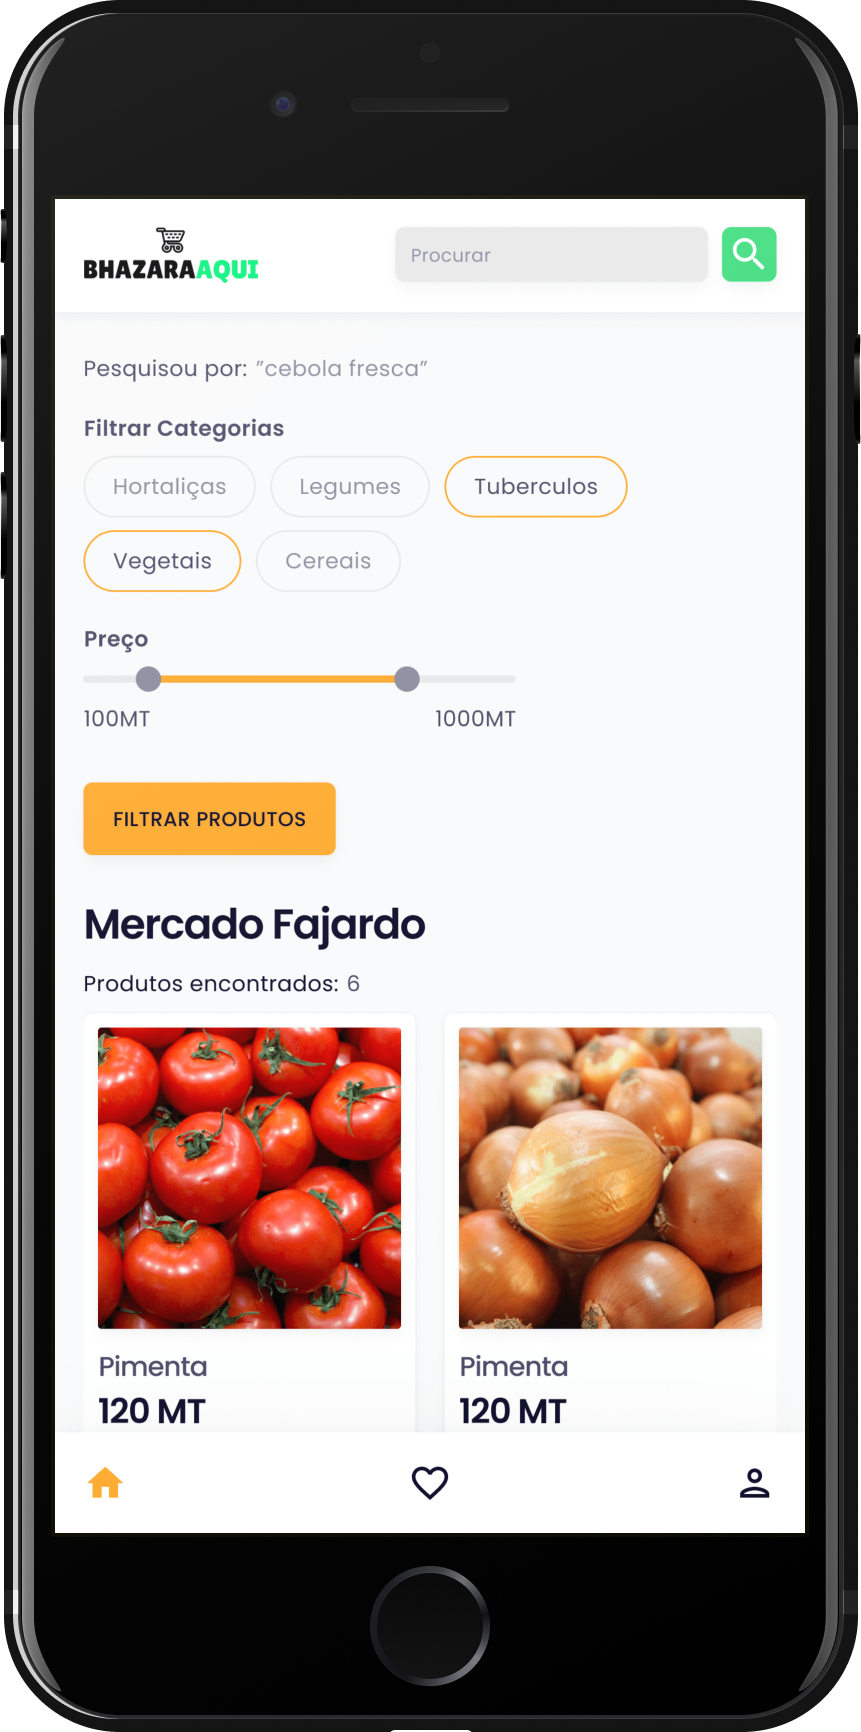 BHAZARAAQUI
Procurar
Pesquisou por: ”cebola fresca”
Filtrar Categorias
Hortaliças Legumes Tuberculos
Vegetais Cereais
Preço
100MT 1000MT
FILTRAR PRODUTOS
Mercado Fajardo
Produtos encontrados: 6
Pimenta Pimenta
120 MT 120 MT